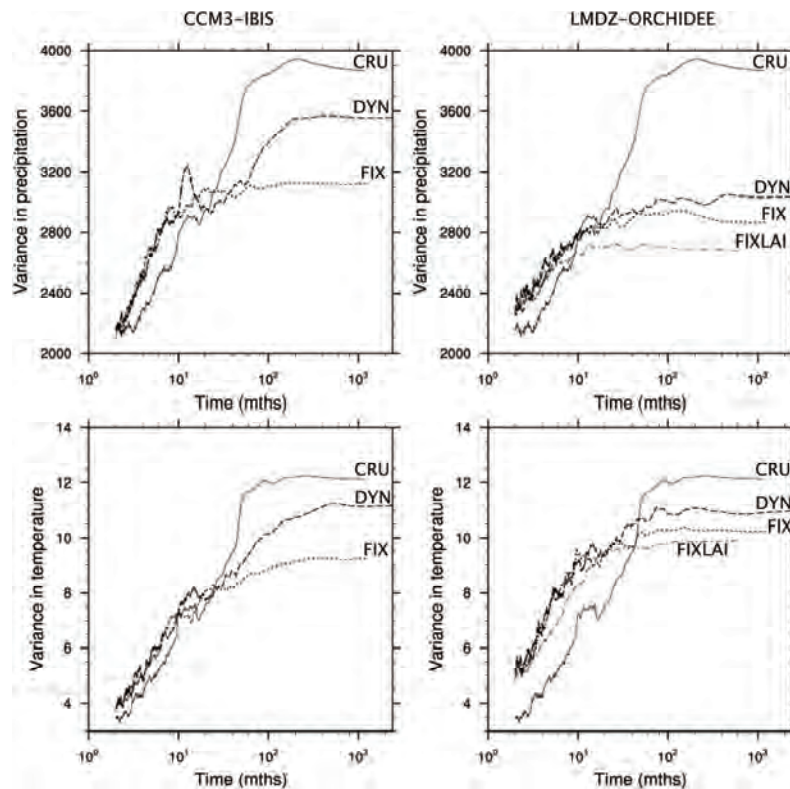 CCM3-IBIS
LMDZ-ORCHIDEE
Variance in precipitation
4000
3600
3200
2800
2400
2000
CRU
DYN
FIX
10⁰ 10¹ 10² 10³
Time (mths)
Variance in precipitation
4000
3600
3200
2800
2400
2000
CRU
DYN
FIX
FIXLAI
10⁰ 10¹ 10² 10³
Time (mths)
Variance in temperature
14
12
10
8
6
4
CRU
DYN
FIX
10⁰ 10¹ 10² 10³
Time (mths)
Variance in temperature
14
12
10
8
6
4
CRU
DYN
FIX
FIXLAI
10⁰ 10¹ 10² 10³
Time (mths)